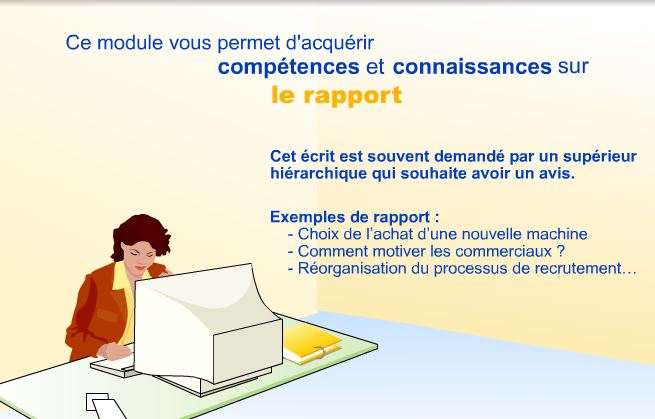 Ce module vous permet d'acquérir
compétences et connaissances sur
le rapport
Cet écrit est souvent demandé par un supérieur
hiérarchique qui souhaite avoir un avis.
Exemples de rapport :
- Choix de l'achat d'une nouvelle machine
- Comment motiver les commerciaux ?
- Réorganisation du processus de recrutement...